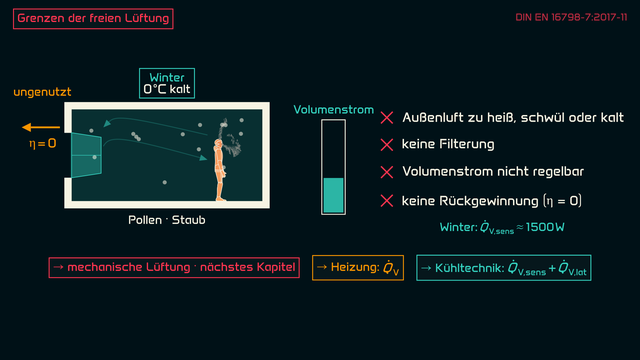 Grenzen der freien Lüftung
DIN EN 16798-7:2017-11
Winter
0°C kalt
ungenutzt
η = 0
Pollen · Staub
Volumenstrom
Außenluft zu heiß, schwül oder kalt
keine Filterung
Volumenstrom nicht regelbar
keine Rückgewinnung (η = 0)
Winter: Q̇V,sens ≈ 1500 W
→ mechanische Lüftung · nächstes Kapitel
→ Heizung: Q̇V
→ Kühltechnik: Q̇V,sens + Q̇V,lat